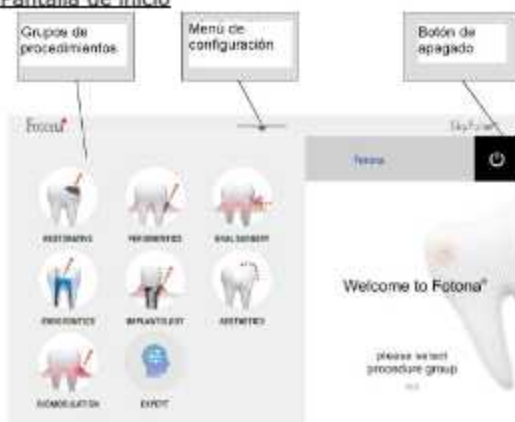 Pantalla de inicio
Grupos de
procedimientos
Menú de
configuración
Botón de
apagado
Fotona
Fotona
RESTORATIVE
PERIODONTICS
ORAL SURGERY
Welcome to Fotona®
ENDODONTICS
IMPLANTOLOGY
AESTHETICS
please select
procedure group
BIOMODULATION
EXPERT